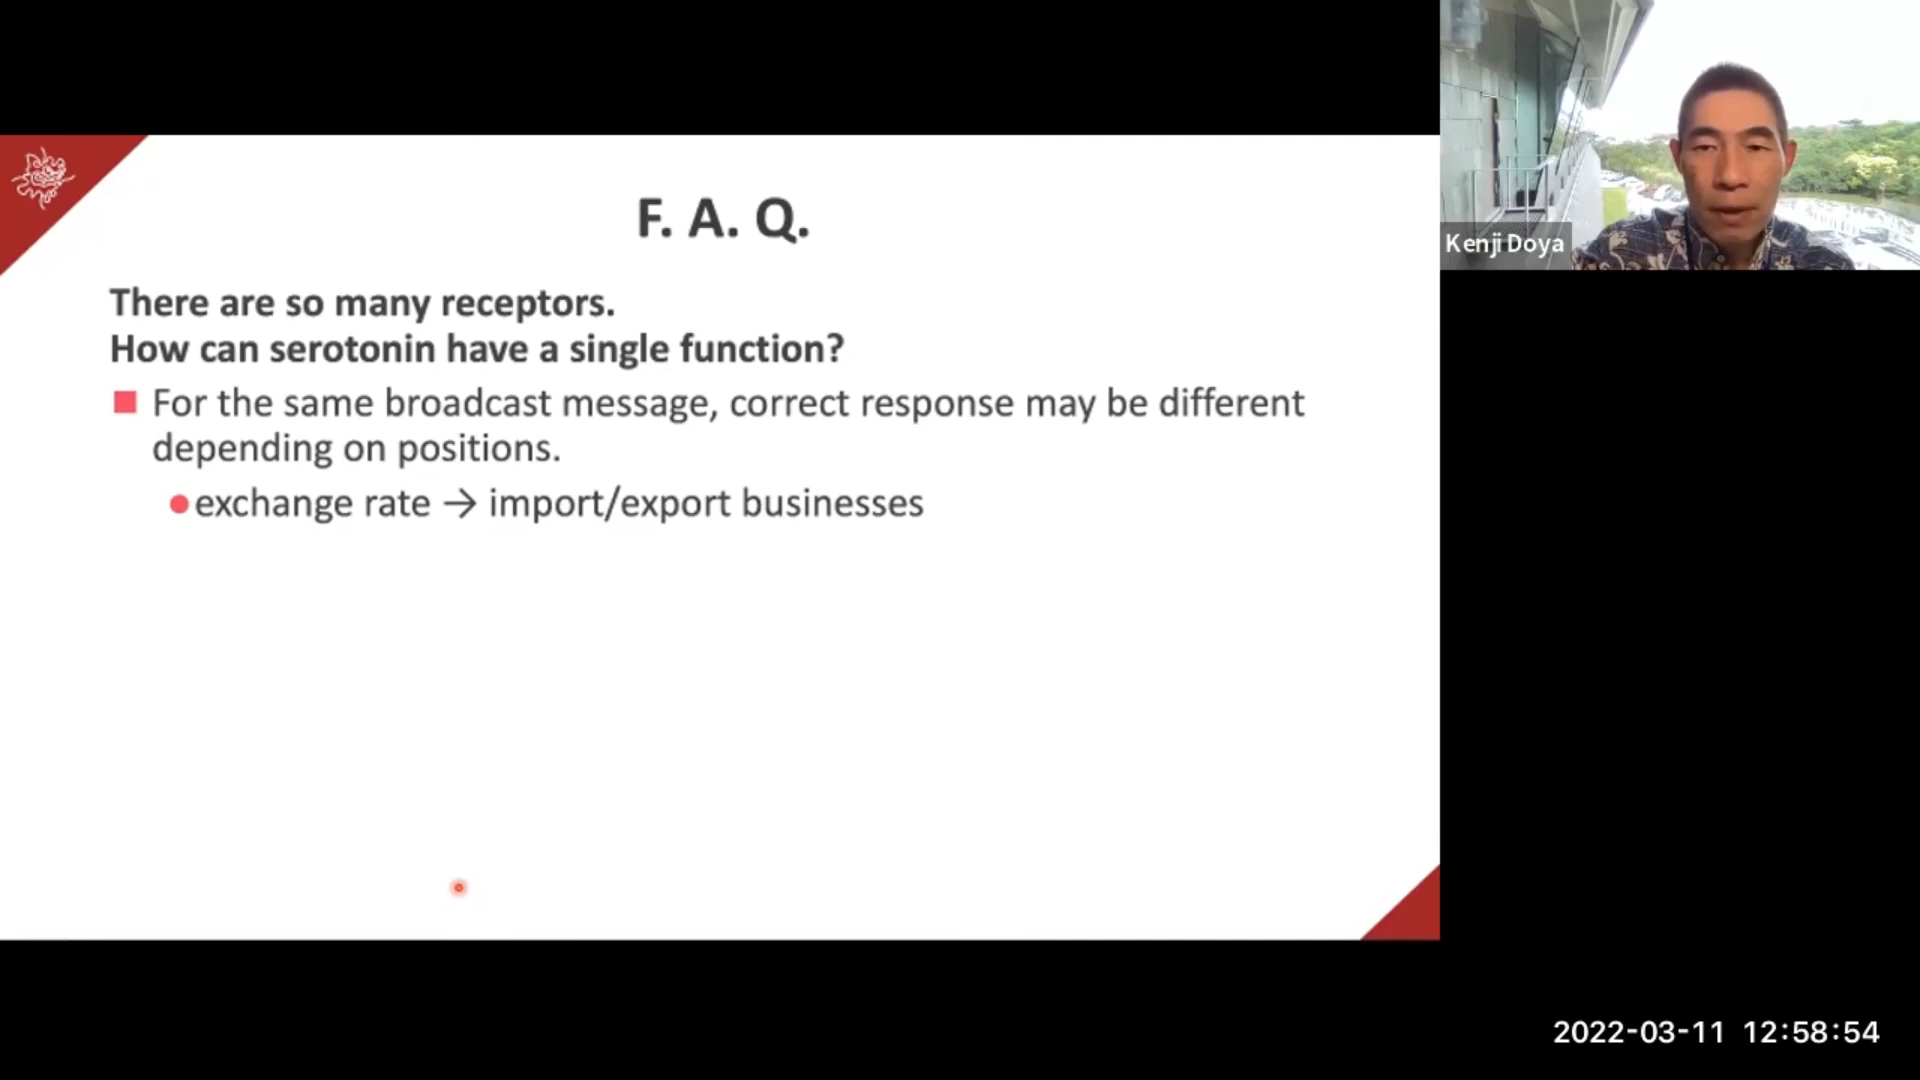 F. A. Q.
There are so many receptors.
How can serotonin have a single function?
For the same broadcast message, correct response may be different
depending on positions.
exchange rate → import/export businesses
Kenji Doya
2022-03-11 12:58:54